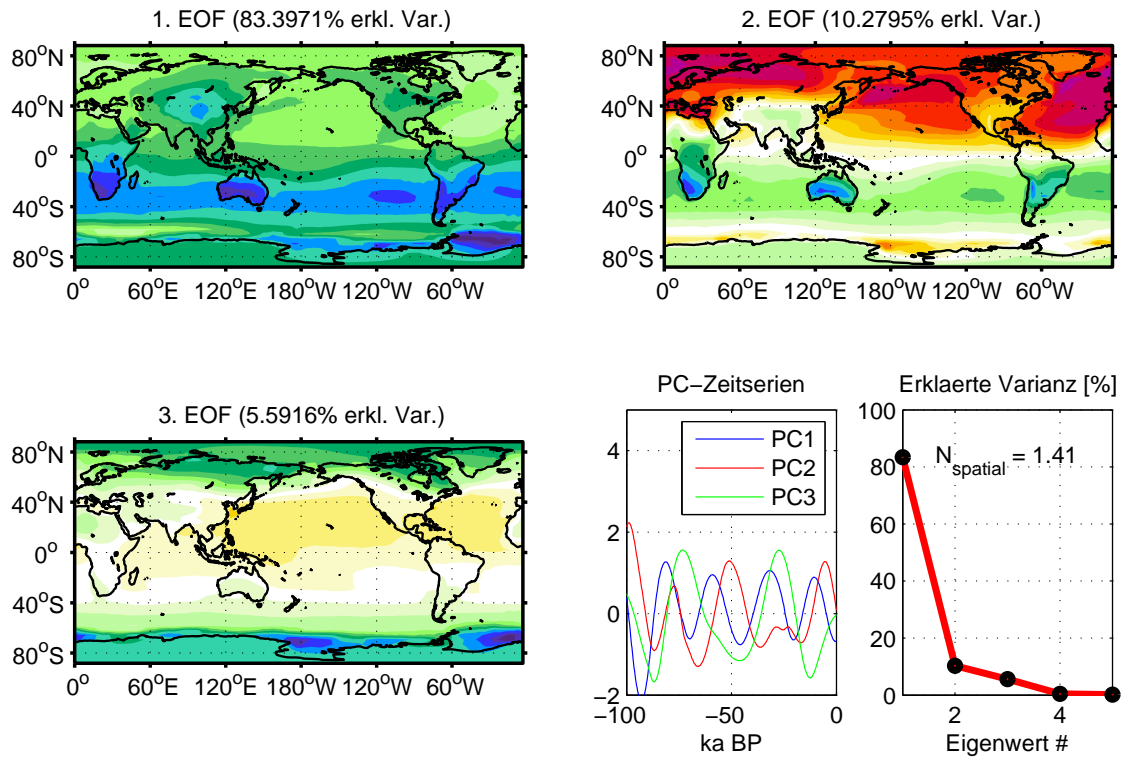 1. EOF (83.3971% erkl. Var.)
80°N
40°N
0°
40°S
80°S
0° 60°E 120°E 180°W 120°W 60°W
2. EOF (10.2795% erkl. Var.)
80°N
40°N
0°
40°S
80°S
0° 60°E 120°E 180°W 120°W 60°W
3. EOF (5.5916% erkl. Var.)
80°N
40°N
0°
40°S
80°S
0° 60°E 120°E 180°W 120°W 60°W
PC−Zeitserien
PC1
PC2
PC3
4
2
0
−2
−100 −50 0
ka BP
Erklaerte Varianz [%]
N_spatial = 1.41
100
80
60
40
20
0
2 4
Eigenwert #